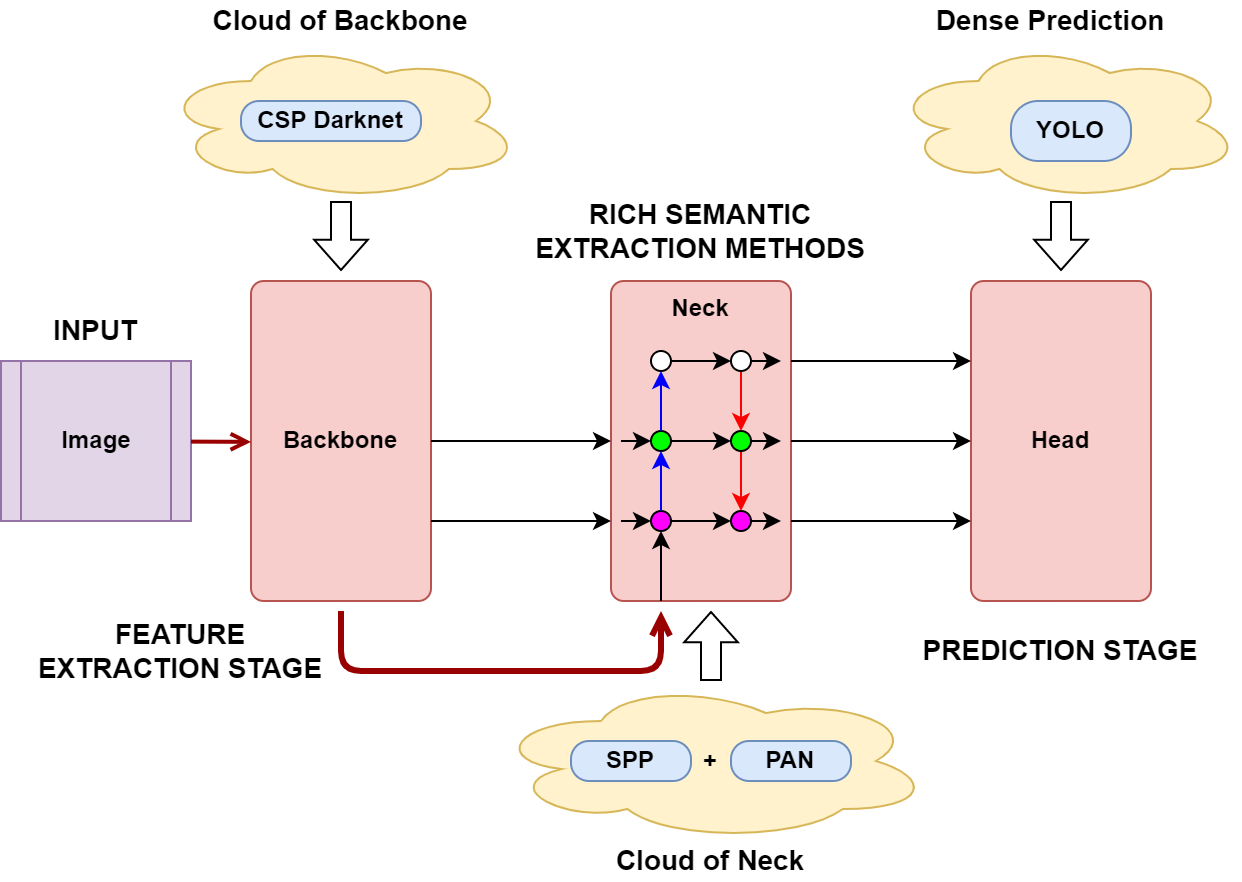 Cloud of Backbone
Dense Prediction
CSP Darknet
YOLO
RICH SEMANTIC
EXTRACTION METHODS
Neck
INPUT
Image
Backbone
Head
FEATURE
EXTRACTION STAGE
PREDICTION STAGE
SPP + PAN
Cloud of Neck